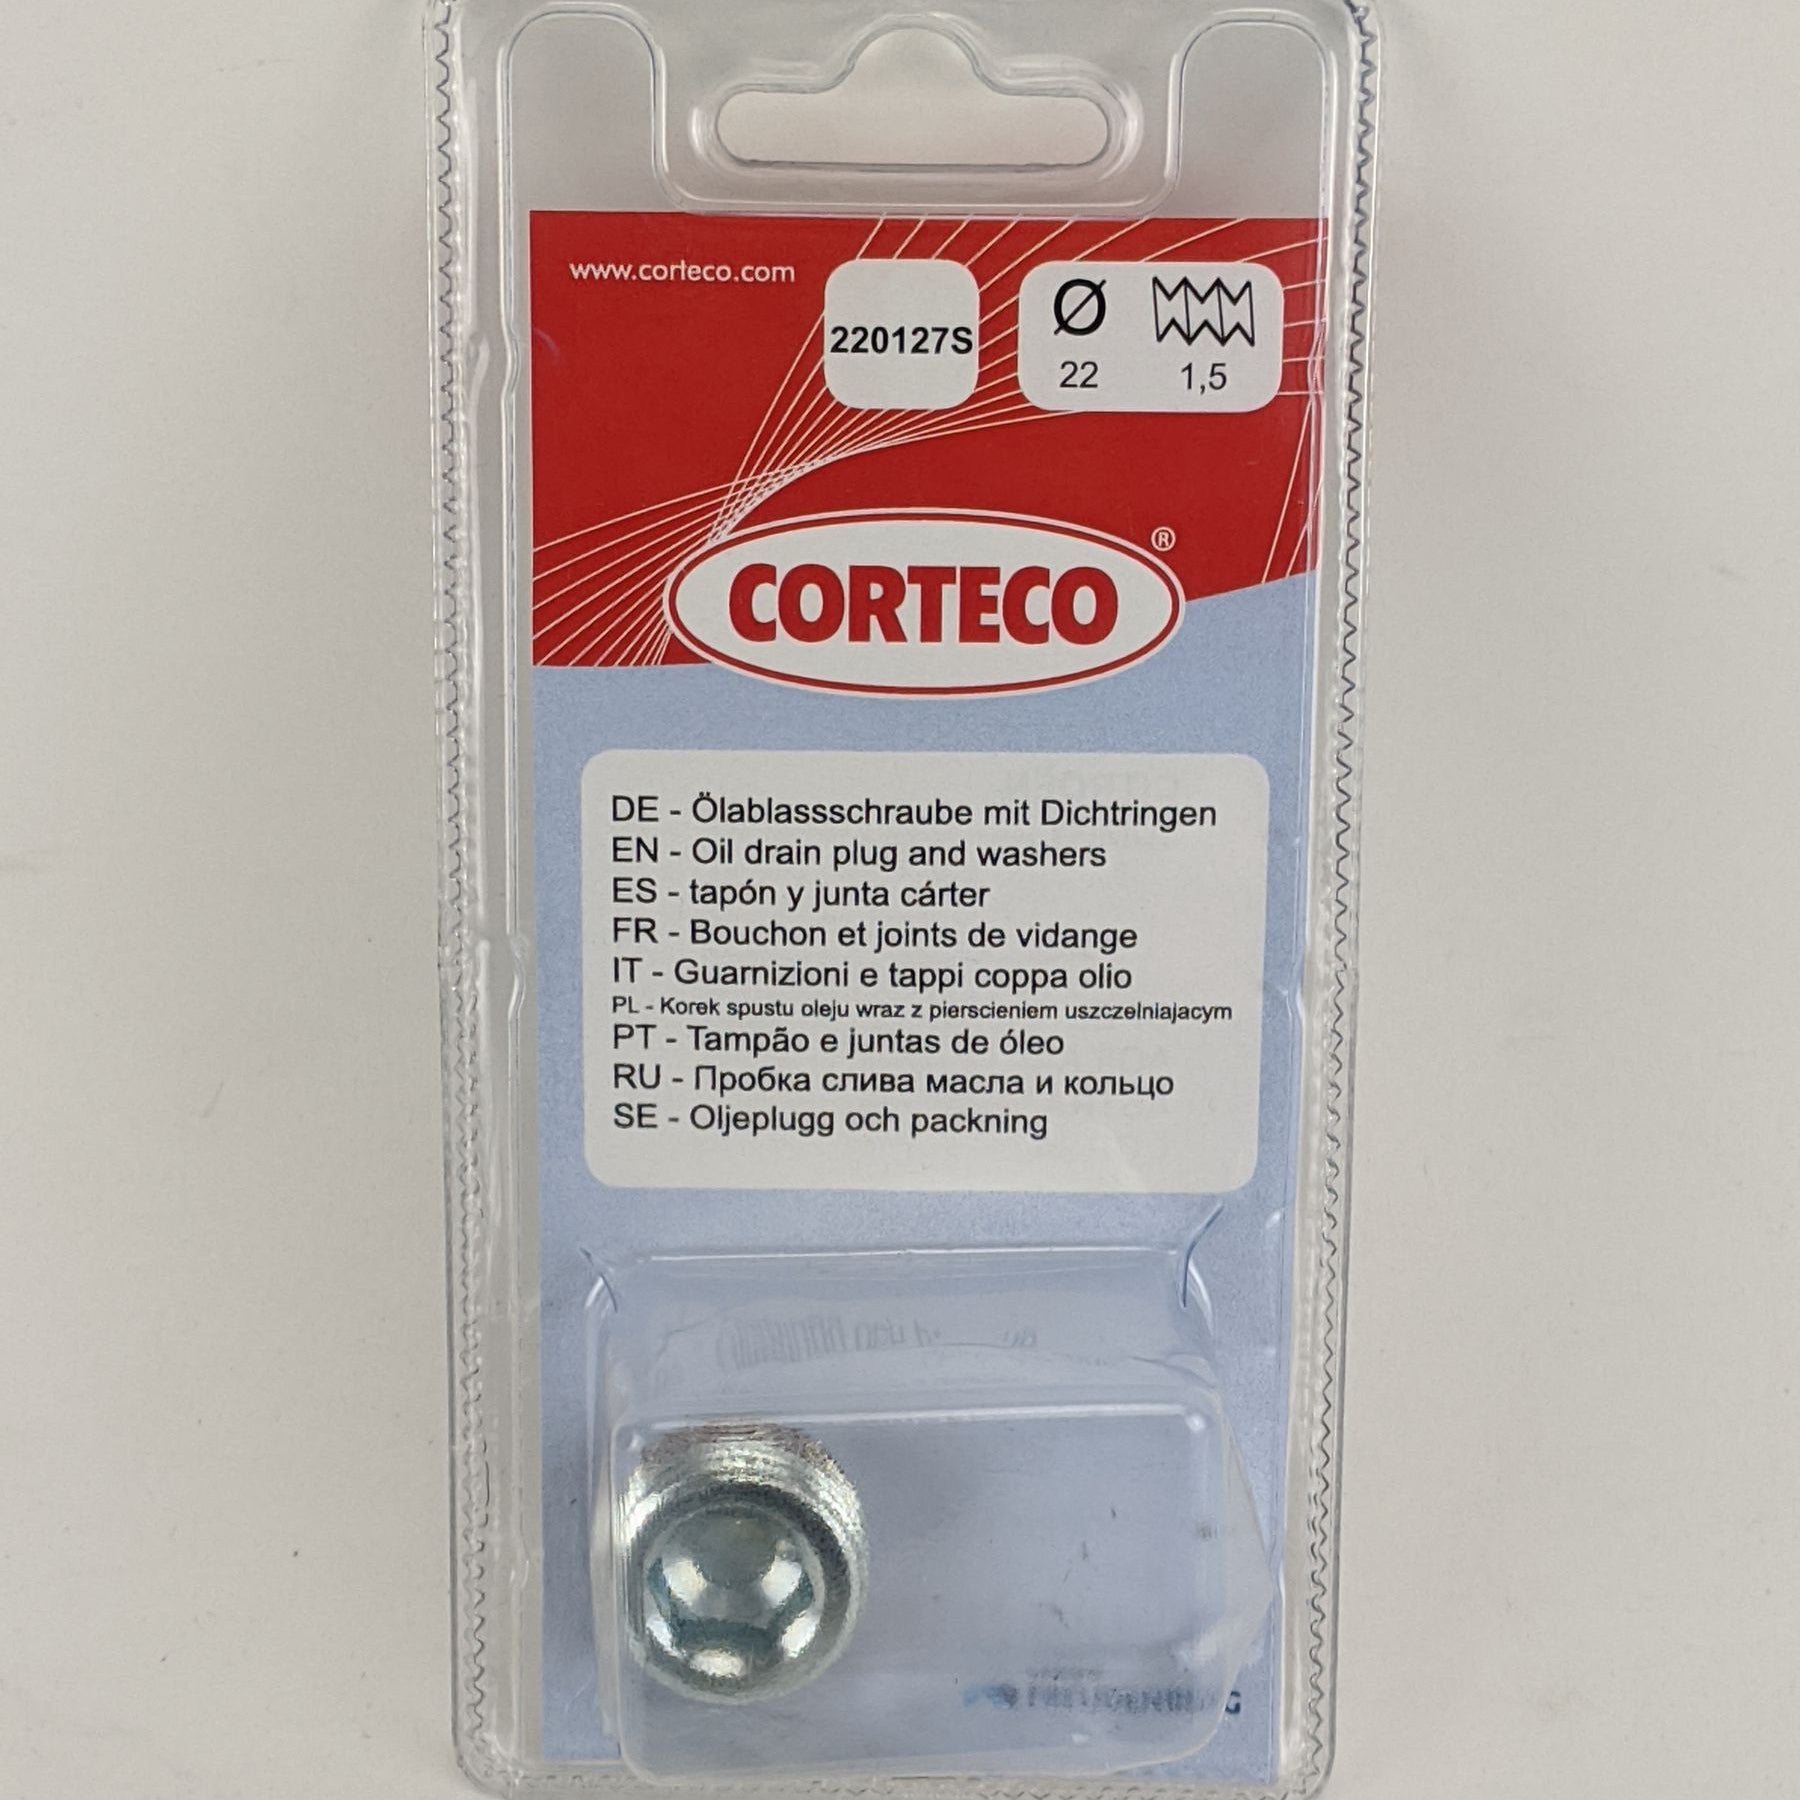 www.corteco.com
220127S
Ø
22 1,5
CORTECO®
DE - Ölablassschraube mit Dichtringen
EN - Oil drain plug and washers
ES - tapón y junta cárter
FR - Bouchon et joints de vidange
IT - Guarnizioni e tappi coppa olio
PL - Korek spustu oleju wraz z pierscieniem uszczelniajacym
PT - Tampão e juntas de óleo
RU - Пробка слива масла и кольцо
SE - Oljeplugg och packning